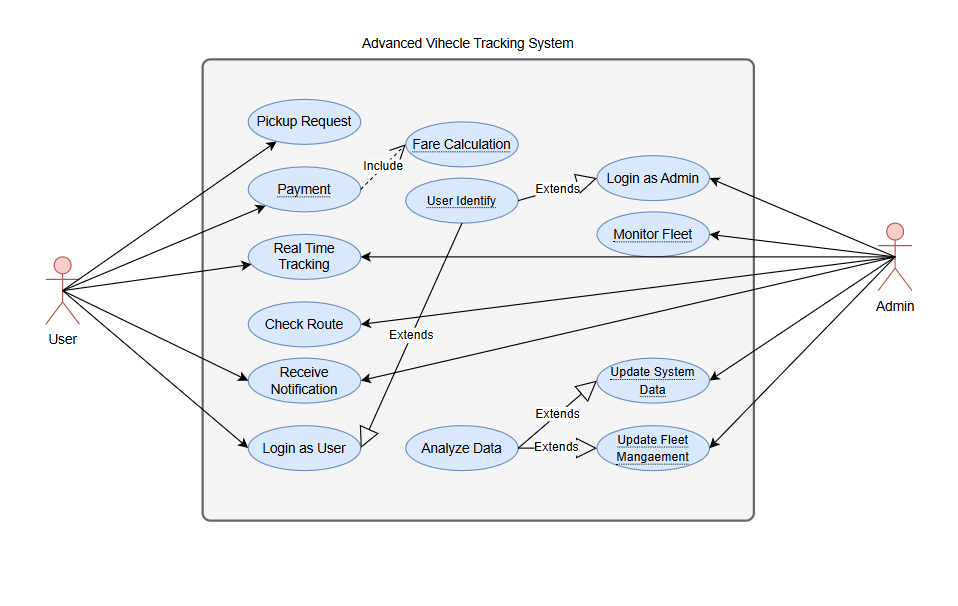 Advanced Vihecle Tracking System
Pickup Request
Fare Calculation
Include
Payment
User Identify
Extends
Login as Admin
Monitor Fleet
Real Time
Tracking
User
Admin
Check Route
Extends
Receive
Notification
Update System
Data
Extends
Login as User
Analyze Data
Extends
Update Fleet
Mangaement